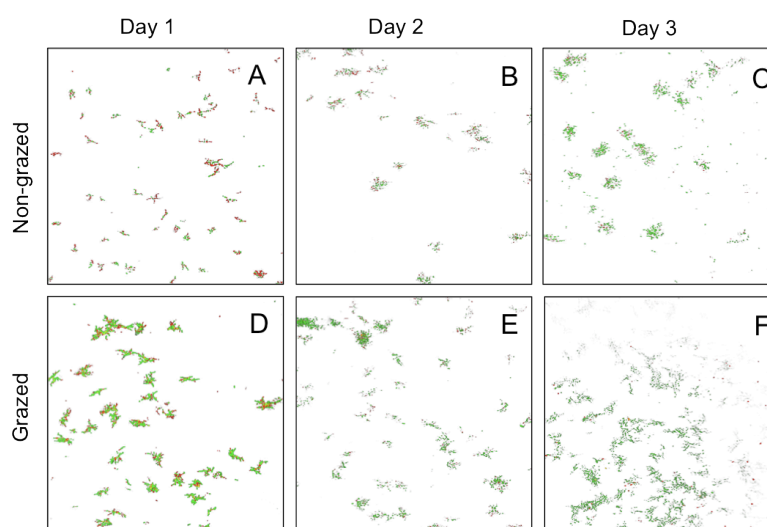 Day 1 Day 2 Day 3
Non-grazed
A B C
Grazed
D E F